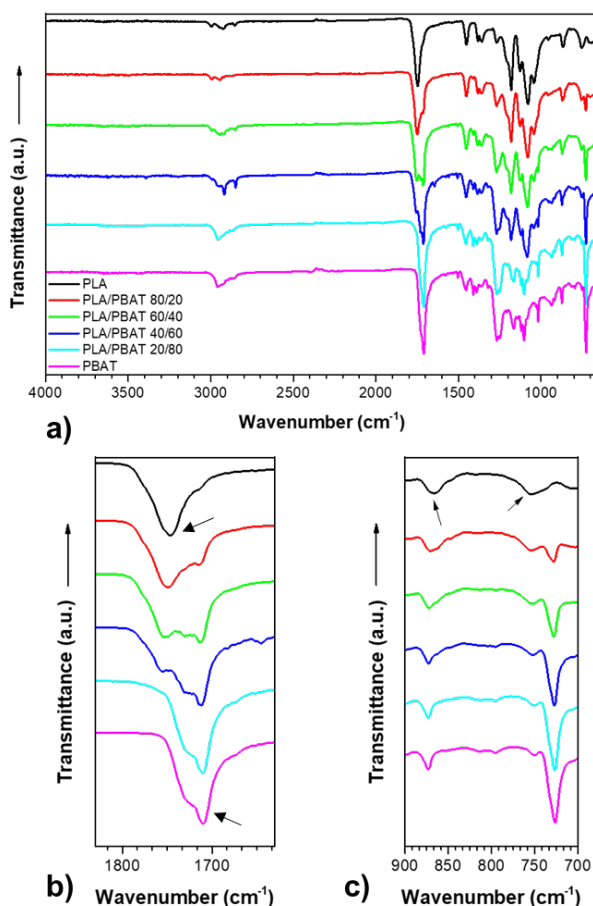 Transmittance (a.u.)
PLA
PLA/PBAT 80/20
PLA/PBAT 60/40
PLA/PBAT 40/60
PLA/PBAT 20/80
PBAT
4000 3500 3000 2500 2000 1500 1000
Wavenumber (cm⁻¹)
a)
Transmittance (a.u.)
1800 1700
Wavenumber (cm⁻¹)
b)
Transmittance (a.u.)
900 850 800 750 700
Wavenumber (cm⁻¹)
c)